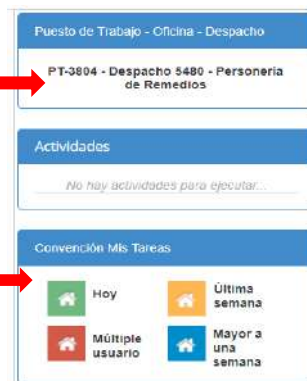 Puesto de Trabajo - Oficina - Despacho
PT-3804 - Despacho 5480 - Personeria
de Remedios
Actividades
No hay actividades para ejecutar...
Convención Mis Tareas
Hoy
Última
semana
Múltiple
usuario
Mayor a
una
semana